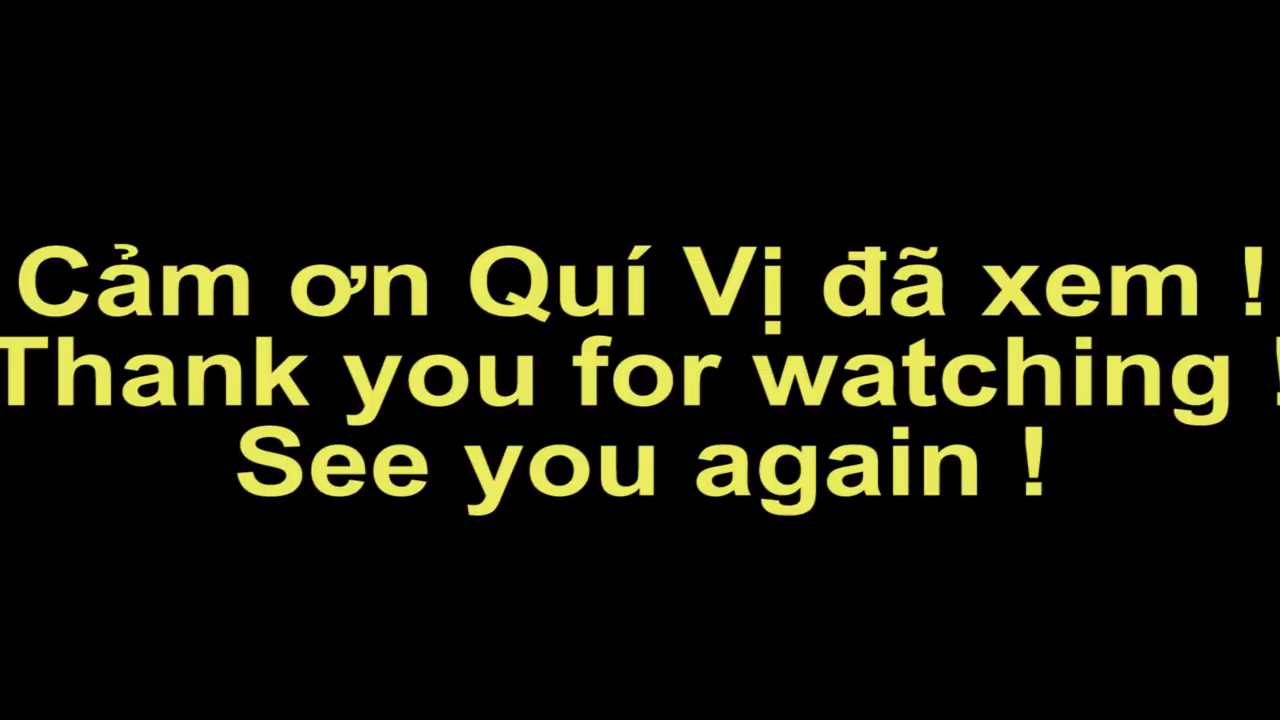 Cảm ơn Quí Vị đã xem !
Thank you for watching !
See you again !